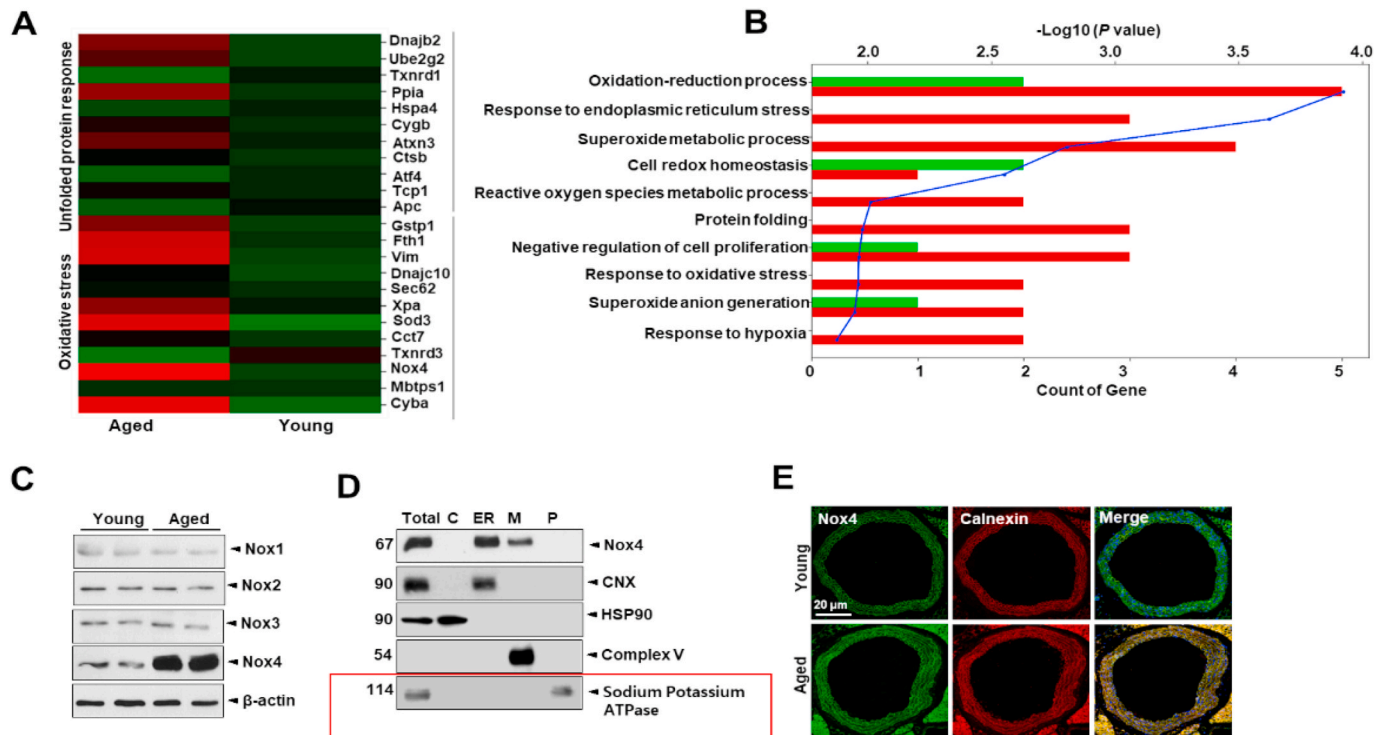 A
Unfolded protein response
Oxidative stress
Dnajb2
Ube2g2
Txnrd1
Ppia
Hspa4
Cygb
Atxn3
Ctsb
Atf4
Tcp1
Apc
Gstp1
Fth1
Vim
Dnajc10
Sec62
Xpa
Sod3
Cct7
Txnrd3
Nox4
Mbtps1
Cyba
Aged Young
B
-Log10 (P value)
2.0 2.5 3.0 3.5 4.0
Oxidation-reduction process
Response to endoplasmic reticulum stress
Superoxide metabolic process
Cell redox homeostasis
Reactive oxygen species metabolic process
Protein folding
Negative regulation of cell proliferation
Response to oxidative stress
Superoxide anion generation
Response to hypoxia
0 1 2 3 4 5
Count of Gene
C
Young Aged
Nox1
Nox2
Nox3
Nox4
β-actin
D
Total C ER M P
67 Nox4
90 CNX
90 HSP90
54 Complex V
114 Sodium Potassium
ATPase
E
Nox4 Calnexin Merge
Young
20 μm
Aged